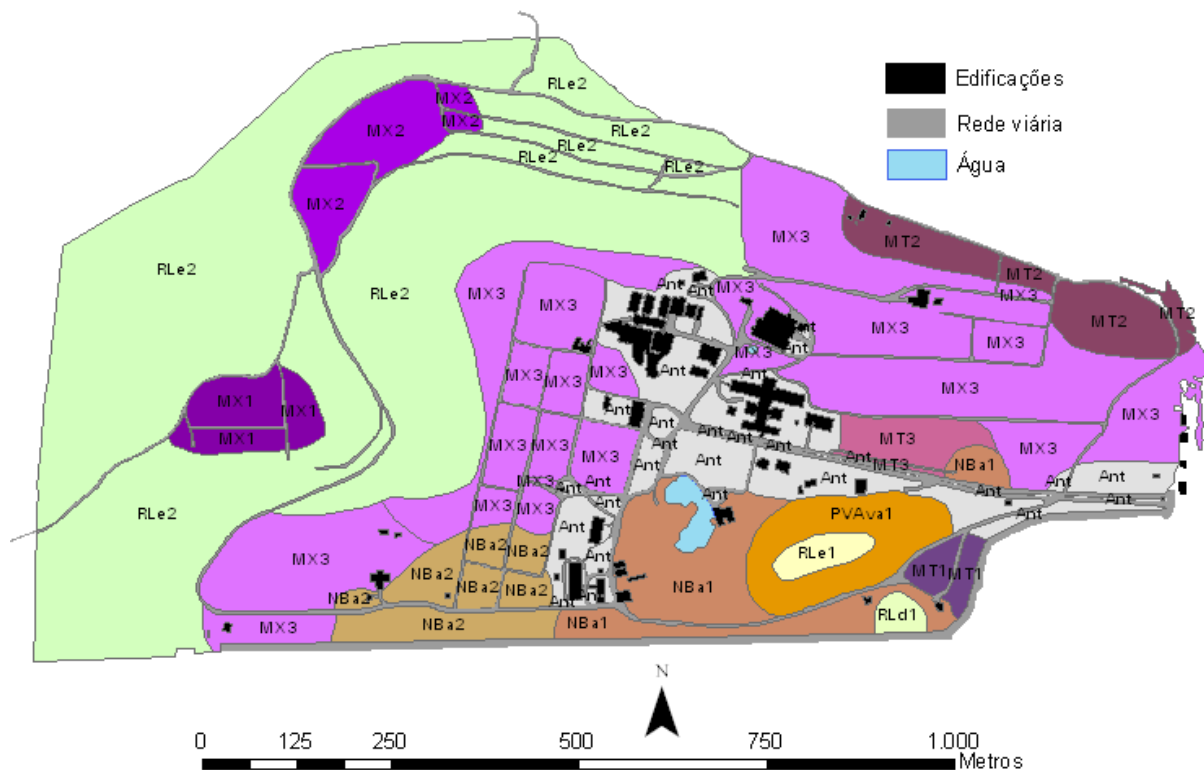 RLe2
Edificações
MX2
MX2
RLe2
MX2
Rede viária
RLe2
RLe2
RLe2
Água
MX2
MX3
MT2
RLe2
RLe2
MT2
Ant
MX3
MX3
MX3
Ant
MX3
MT2
MT2
MX3
Ant
MX3
MX3
Ant
MX3
Ant
MX3
MX3
MX3
Ant
MX3
MX1
MX1
Ant
Ant
MX3
MX1
MX3
MX3
Ant
Ant
Ant
MT3
MX3
MX3
Ant
Ant
MT3
NBa1
MX3
Ant
Ant
Ant
MX3
MX3
Ant
Ant
Ant
Ant
RLe2
PVAva1
Ant
NBa2
NBa2
Ant
RLe1
MX3
NBa2
NBa2
NBa1
MT1
MT1
NBa2
Ant
Ant
MX3
NBa2
NBa1
RLd1
N
0 125 250 500 750 1.000
Metros